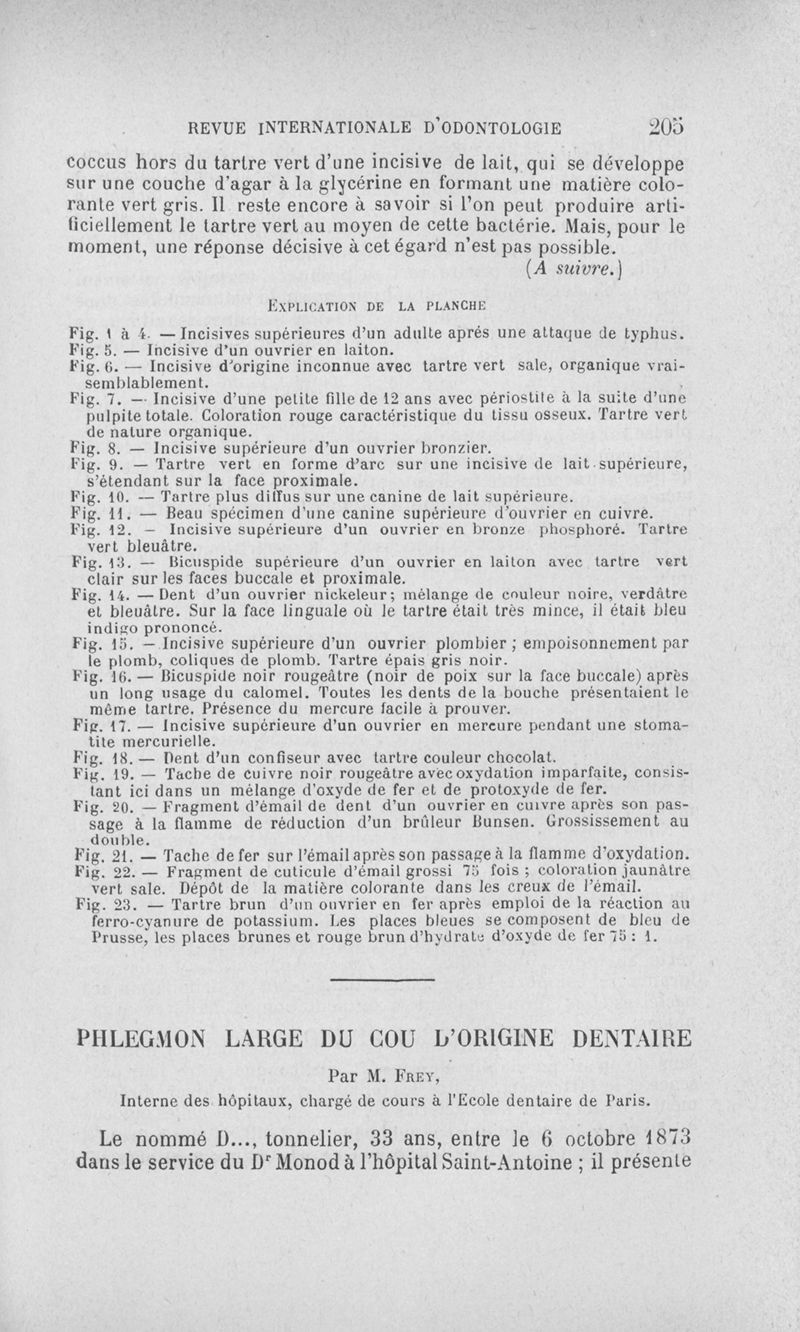 REVUE INTERNATIONALE D'ODONTOLOGIE 205
coccus hors du tartre vert d'une incisive de lait, qui se développe
sur une couche d'agar à la glycérine en formant une matière colo-
rante vert gris. Il reste encore à savoir si l'on peut produire arti-
ficiellement le tartre vert au moyen de cette bactérie. Mais, pour le
moment, une réponse décisive à cet égard n'est pas possible.
(A suivre.)
EXPLICATION DE LA PLANCHE
Fig. 1 à 4. — Incisives supérieures d'un adulte aprés une attaque de typhus.
Fig. 5. — Incisive d'un ouvrier en laiton.
Fig. 6. — Incisive d'origine inconnue avec tartre vert sale, organique vrai-
semblablement.
Fig. 7. — Incisive d'une petite fille de 12 ans avec périostite à la suite d'une
pulpite totale. Coloration rouge caractéristique du tissu osseux. Tartre vert
de nature organique.
Fig. 8. — Incisive supérieure d'un ouvrier bronzier.
Fig. 9. — Tartre vert en forme d'arc sur une incisive de lait supérieure,
s'étendant sur la face proximale.
Fig. 10. — Tartre plus diffus sur une canine de lait supérieure.
Fig. 11. — Beau spécimen d'une canine supérieure d'ouvrier en cuivre.
Fig. 12. — Incisive supérieure d'un ouvrier en bronze phosphoré. Tartre
vert bleuâtre.
Fig. 13. — Bicuspide supérieure d'un ouvrier en laiton avec tartre vert
clair sur les faces buccale et proximale.
Fig. 14. — Dent d'un ouvrier nickeleur; mélange de couleur noire, verdâtre
et bleuâtre. Sur la face linguale où le tartre était très mince, il était bleu
indigo prononcé.
Fig. 15. — Incisive supérieure d'un ouvrier plombier ; empoisonnement par
le plomb, coliques de plomb. Tartre épais gris noir.
Fig. 16. — Bicuspide noir rougeâtre (noir de poix sur la face buccale) après
un long usage du calomel. Toutes les dents de la bouche présentaient le
même tartre. Présence du mercure facile à prouver.
Fig. 17. — Incisive supérieure d'un ouvrier en mercure pendant une stoma-
tite mercurielle.
Fig. 18. — Dent d'un confiseur avec tartre couleur chocolat.
Fig. 19. — Tache de cuivre noir rougeâtre avec oxydation imparfaite, consis-
tant ici dans un mélange d'oxyde de fer et de protoxyde de fer.
Fig. 20. — Fragment d'émail de dent d'un ouvrier en cuivre après son pas-
sage à la flamme de réduction d'un brûleur Bunsen. Grossissement au
double.
Fig. 21. — Tache de fer sur l'émail après son passage à la flamme d'oxydation.
Fig. 22. — Fragment de cuticule d'émail grossi 75 fois ; coloration jaunâtre
vert sale. Dépôt de la matière colorante dans les creux de l'émail.
Fig. 23. — Tartre brun d'un ouvrier en fer après emploi de la réaction au
ferro-cyanure de potassium. Les places bleues se composent de bleu de
Prusse, les places brunes et rouge brun d'hydrate d'oxyde de fer 75 : 1.
PHLEGMON LARGE DU COU L'ORIGINE DENTAIRE
Par M. FREY,
Interne des hôpitaux, chargé de cours à l'Ecole dentaire de Paris.
Le nommé D..., tonnelier, 33 ans, entre le 6 octobre 1873
dans le service du Dr Monod à l'hôpital Saint-Antoine ; il présente